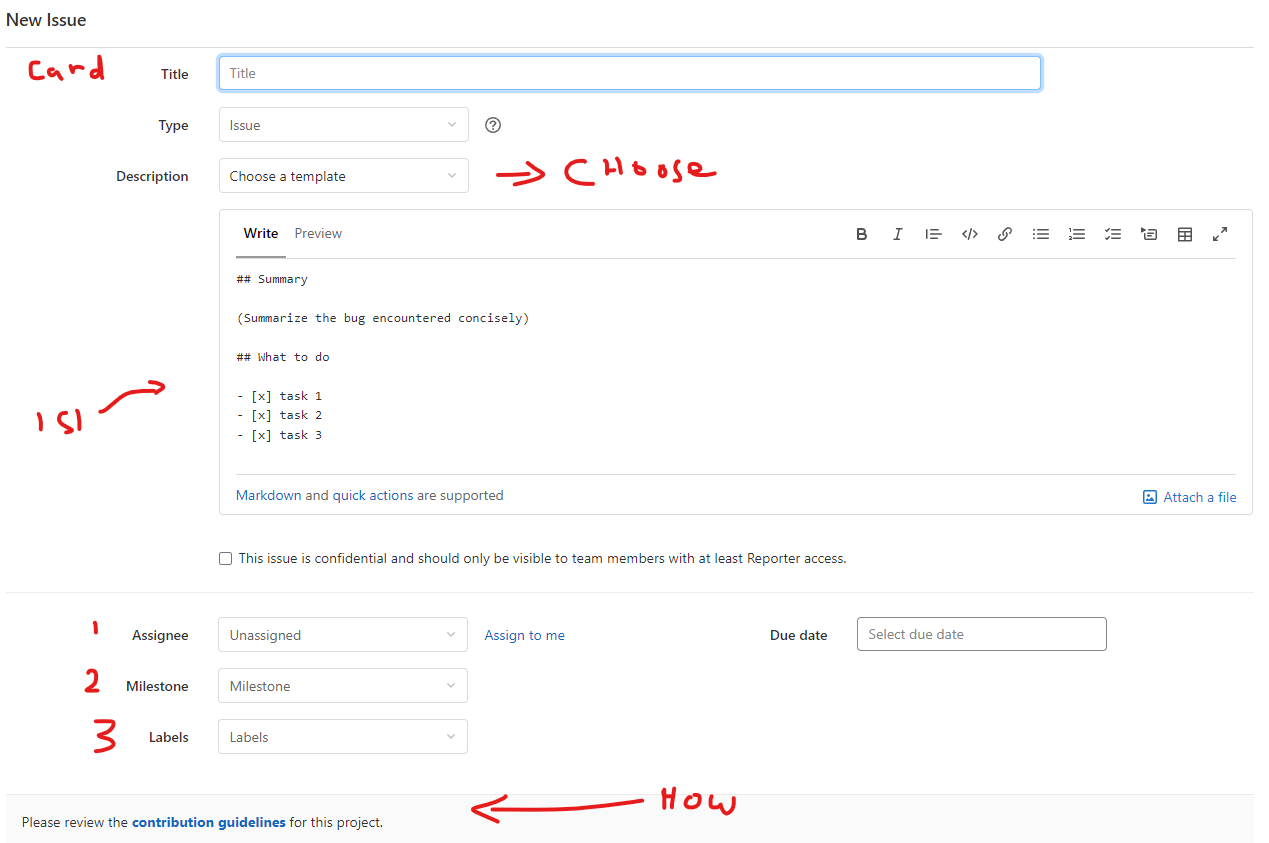 New Issue
Card
Title
Title
Type
Issue
Description
Choose a template
→ CHoose
Write
Preview
## Summary
(Summarize the bug encountered concisely)
## What to do
- [x] task 1
- [x] task 2
- [x] task 3
ISI
Markdown and quick actions are supported
Attach a file
This issue is confidential and should only be visible to team members with at least Reporter access.
1
Assignee
Unassigned
Assign to me
Due date
Select due date
2
Milestone
Milestone
3
Labels
Labels
HOW
Please review the contribution guidelines for this project.